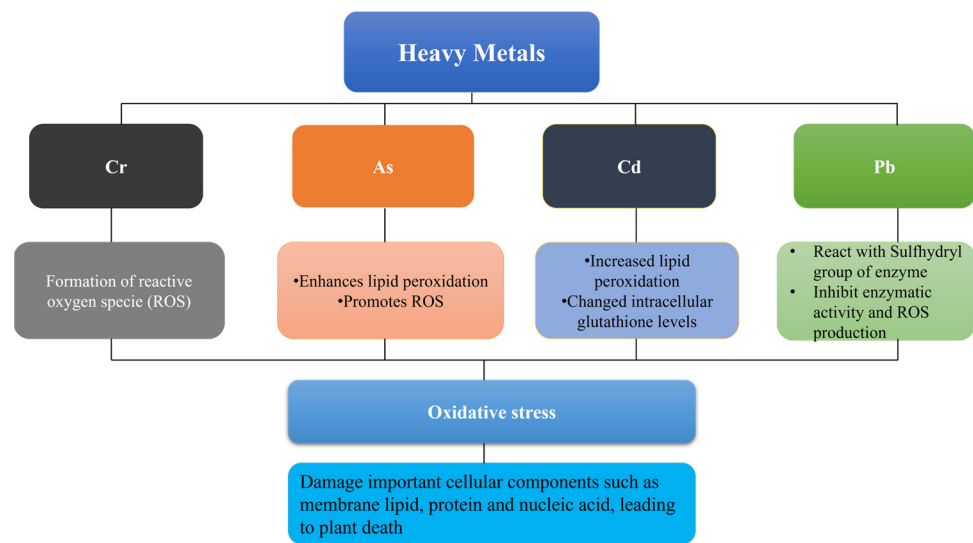 Heavy Metals
Cr
As
Cd
Pb
Formation of reactive
oxygen specie (ROS)
•Enhances lipid peroxidation
•Promotes ROS
•Increased lipid
peroxidation
•Changed intracellular
glutathione levels
• React with Sulfhydryl
group of enzyme
• Inhibit enzymatic
activity and ROS
production
Oxidative stress
Damage important cellular components such as
membrane lipid, protein and nucleic acid, leading
to plant death